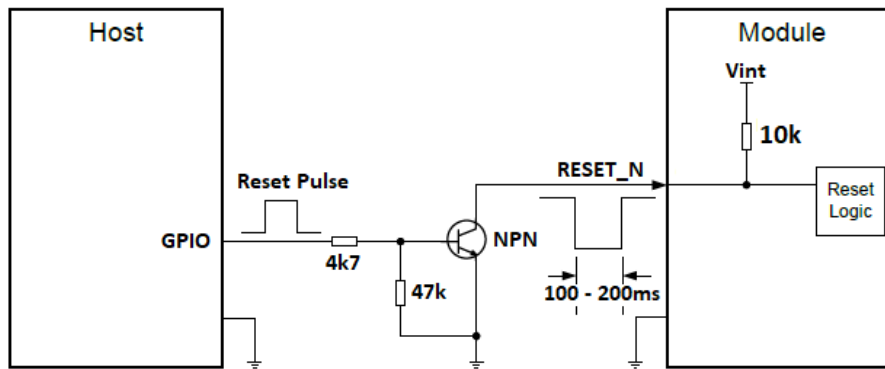 Host
Module
Vint
10k
RESET_N
Reset Pulse
Reset
Logic
GPIO
NPN
4k7
47k
100 - 200ms